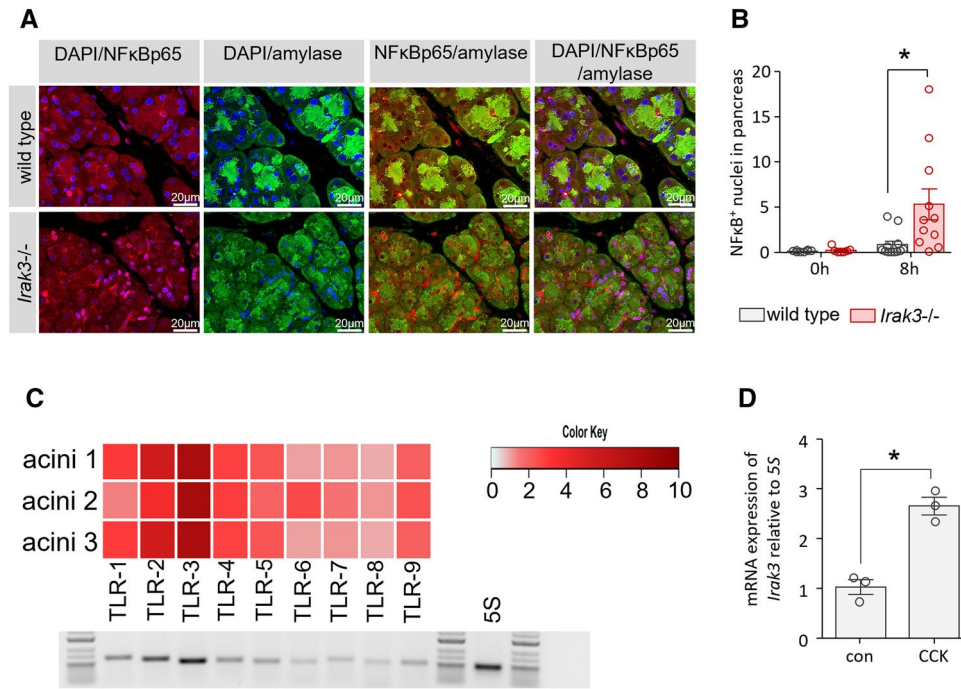 A
DAPI/NFκBp65
DAPI/amylase
NFκBp65/amylase
DAPI/NFκBp65
/amylase
wild type
20µm
20µm
20µm
20µm
Irak3-/-
20µm
20µm
20µm
20µm
B
NFκB⁺ nuclei in pancreas
20
15
10
5
0
*
0h
8h
wild type
Irak3-/-
C
acini 1
acini 2
acini 3
TLR-1
TLR-2
TLR-3
TLR-4
TLR-5
TLR-6
TLR-7
TLR-8
TLR-9
5S
Color Key
0 2 4 6 8 10
D
mRNA expression of
Irak3 relative to 5S
4
3
2
1
0
*
con
CCK